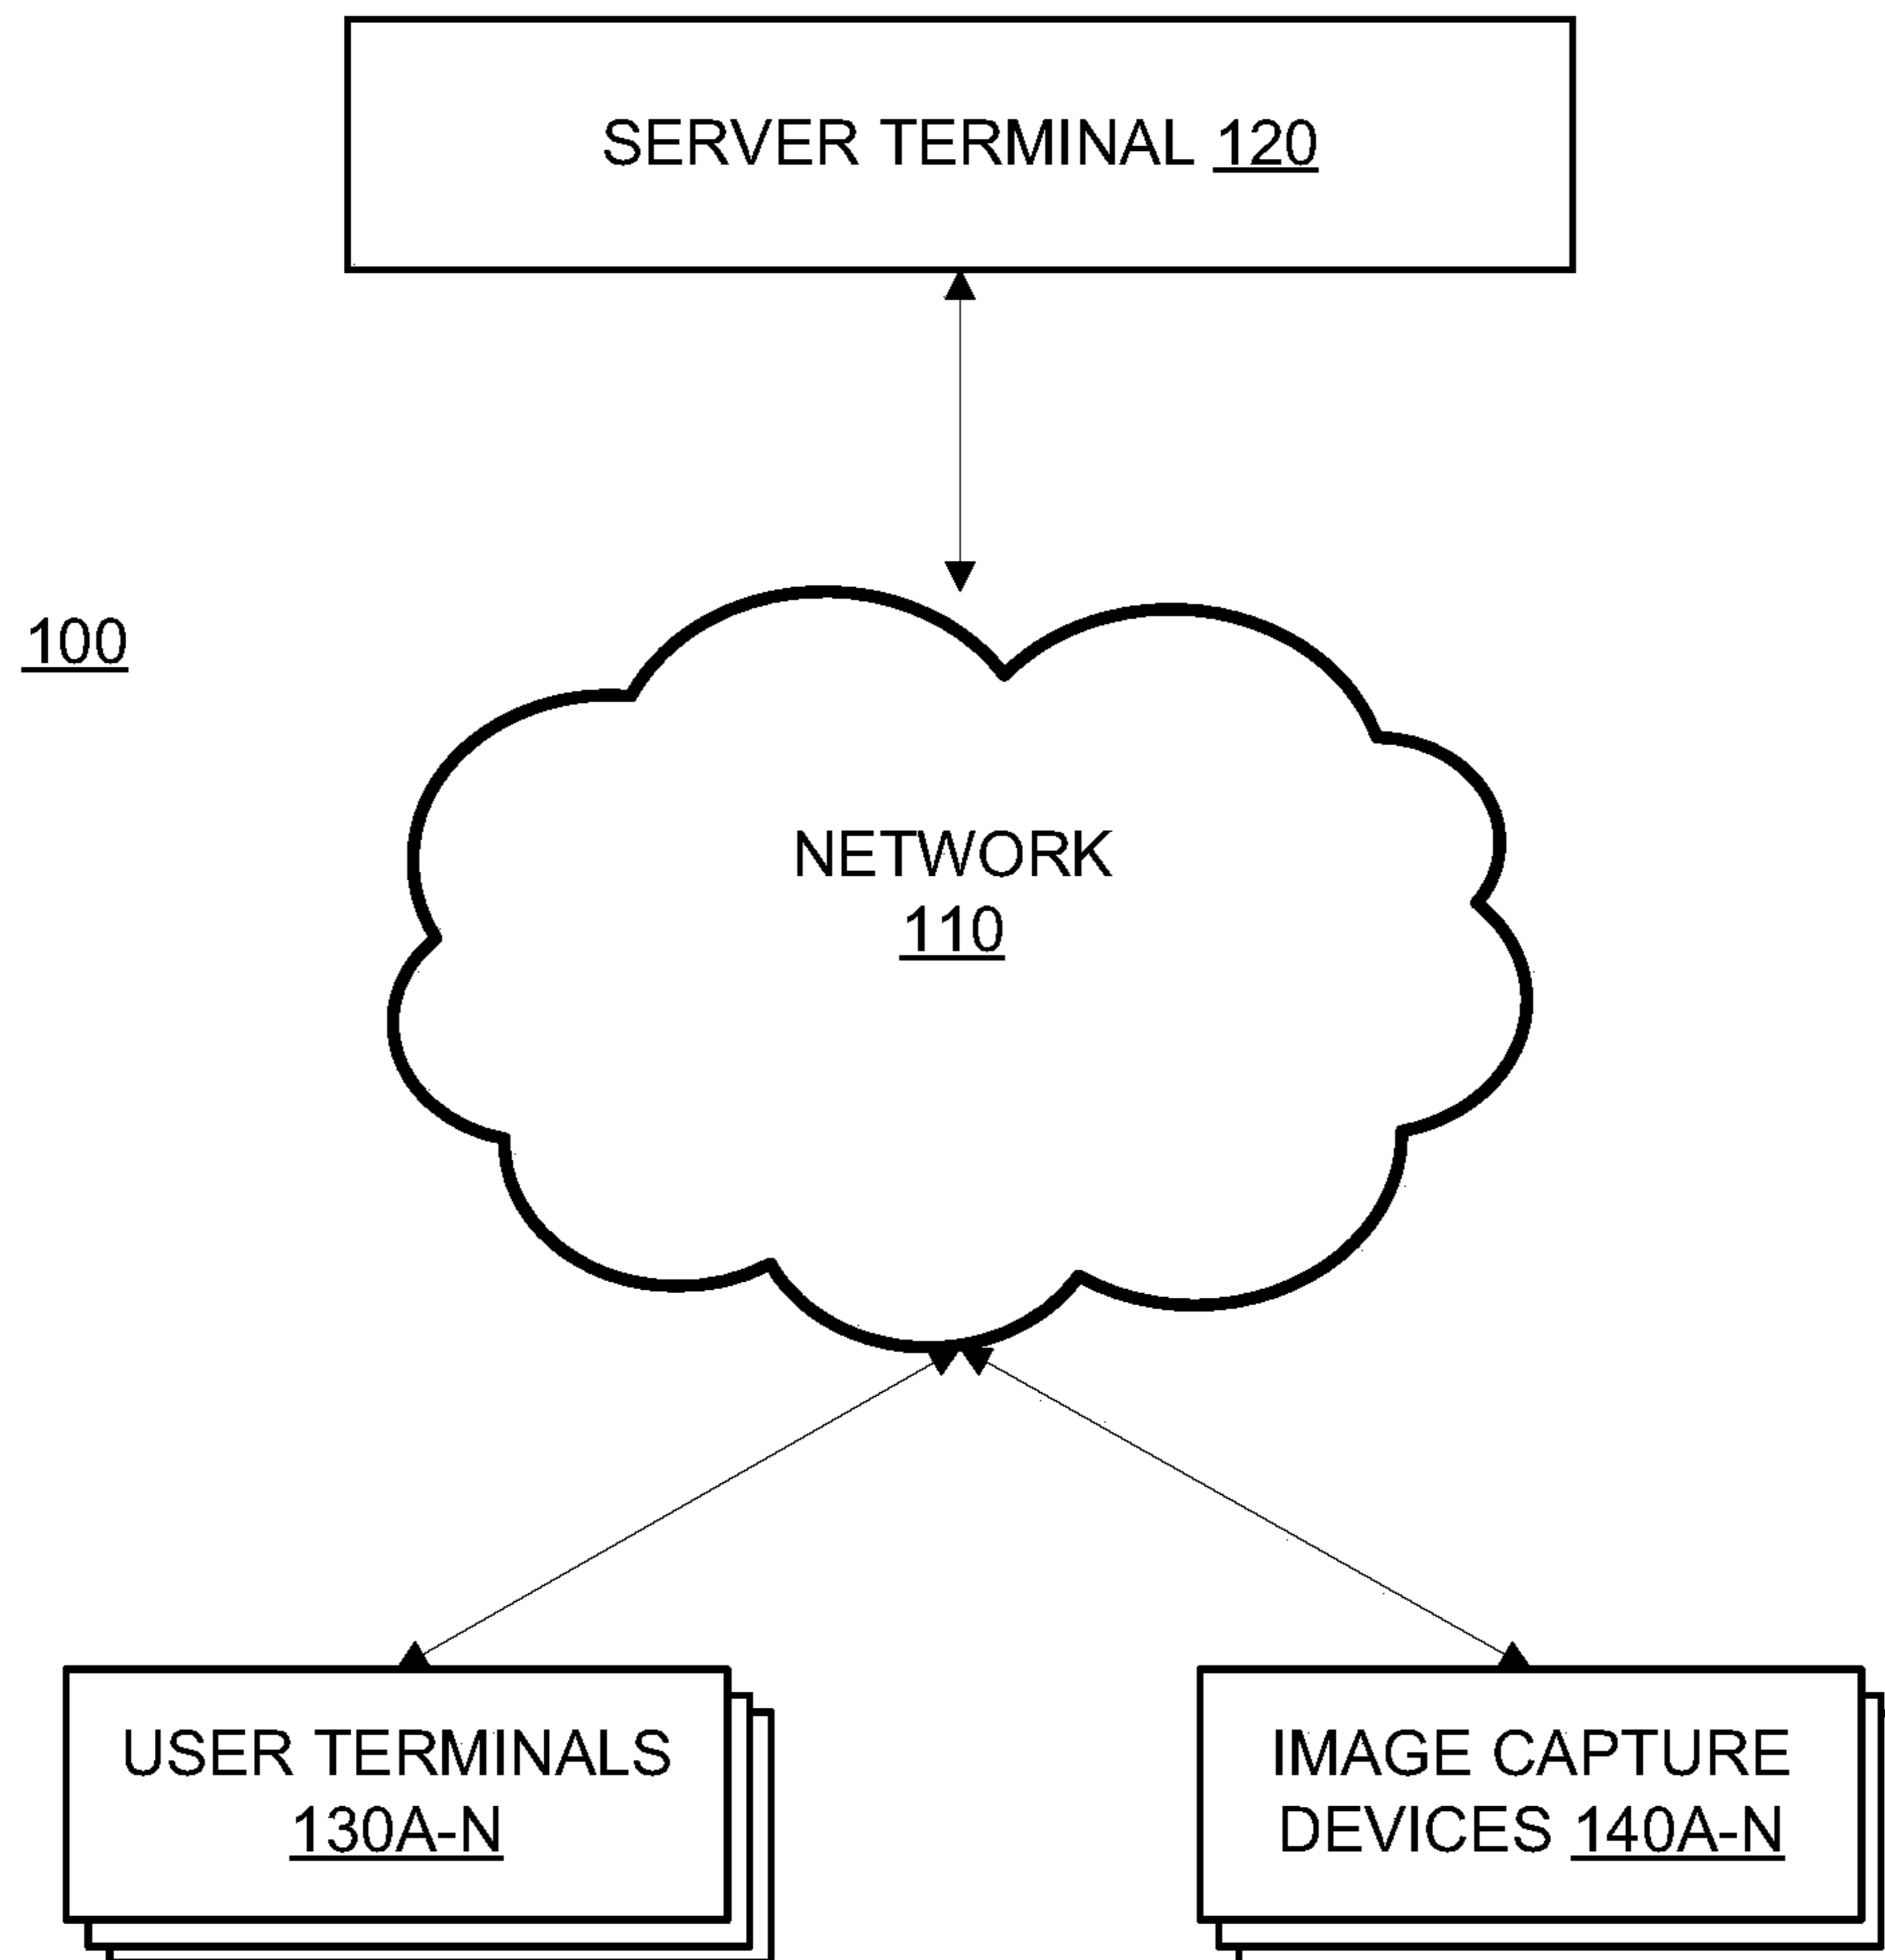 SERVER TERMINAL 120
100
NETWORK
110
USER TERMINALS
130A-N
IMAGE CAPTURE
DEVICES 140A-N